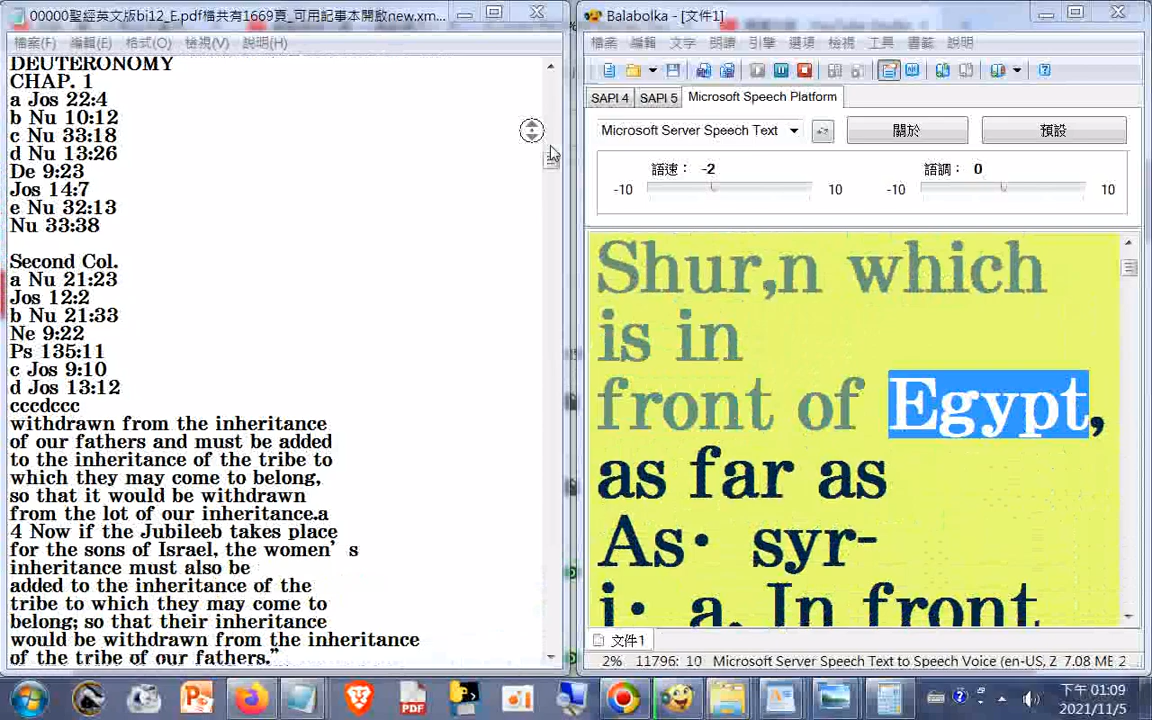 00000聖經英文版bi12_E.pdf檔共有1669頁_可用記事本開啟new.xm...
檔案(F) 編輯(E) 格式(O) 檢視(V) 說明(H)
DEUTERONOMY
CHAP. 1
a Jos 22:4
b Nu 10:12
c Nu 33:18
d Nu 13:26
De 9:23
Jos 14:7
e Nu 32:13
Nu 33:38
Second Col.
a Nu 21:23
Jos 12:2
b Nu 21:33
Ne 9:22
Ps 135:11
c Jos 9:10
d Jos 13:12
cccdccc
withdrawn from the inheritance
of our fathers and must be added
to the inheritance of the tribe to
which they may come to belong,
so that it would be withdrawn
from the lot of our inheritance.a
4 Now if the Jubileeb takes place
for the sons of Israel, the women’ s
inheritance must also be
added to the inheritance of the
tribe to which they may come to
belong; so that their inheritance
would be withdrawn from the inheritance
of the tribe of our fathers.”
Balabolka - [文件1]
檔案 編輯 文字 朗讀 引擎 選項 檢視 工具 書籤 說明
SAPI 4 SAPI 5 Microsoft Speech Platform
Microsoft Server Speech Text 關於 預設
語速： -2 語調： 0
-10 10 -10 10
Shur,n which
is in
front of Egypt,
as far as
As· syr-
i· a. In front
文件1
2% 11796: 10 Microsoft Server Speech Text to Speech Voice (en-US, Z 7.08 ME 2
下午 01:09
2021/11/5